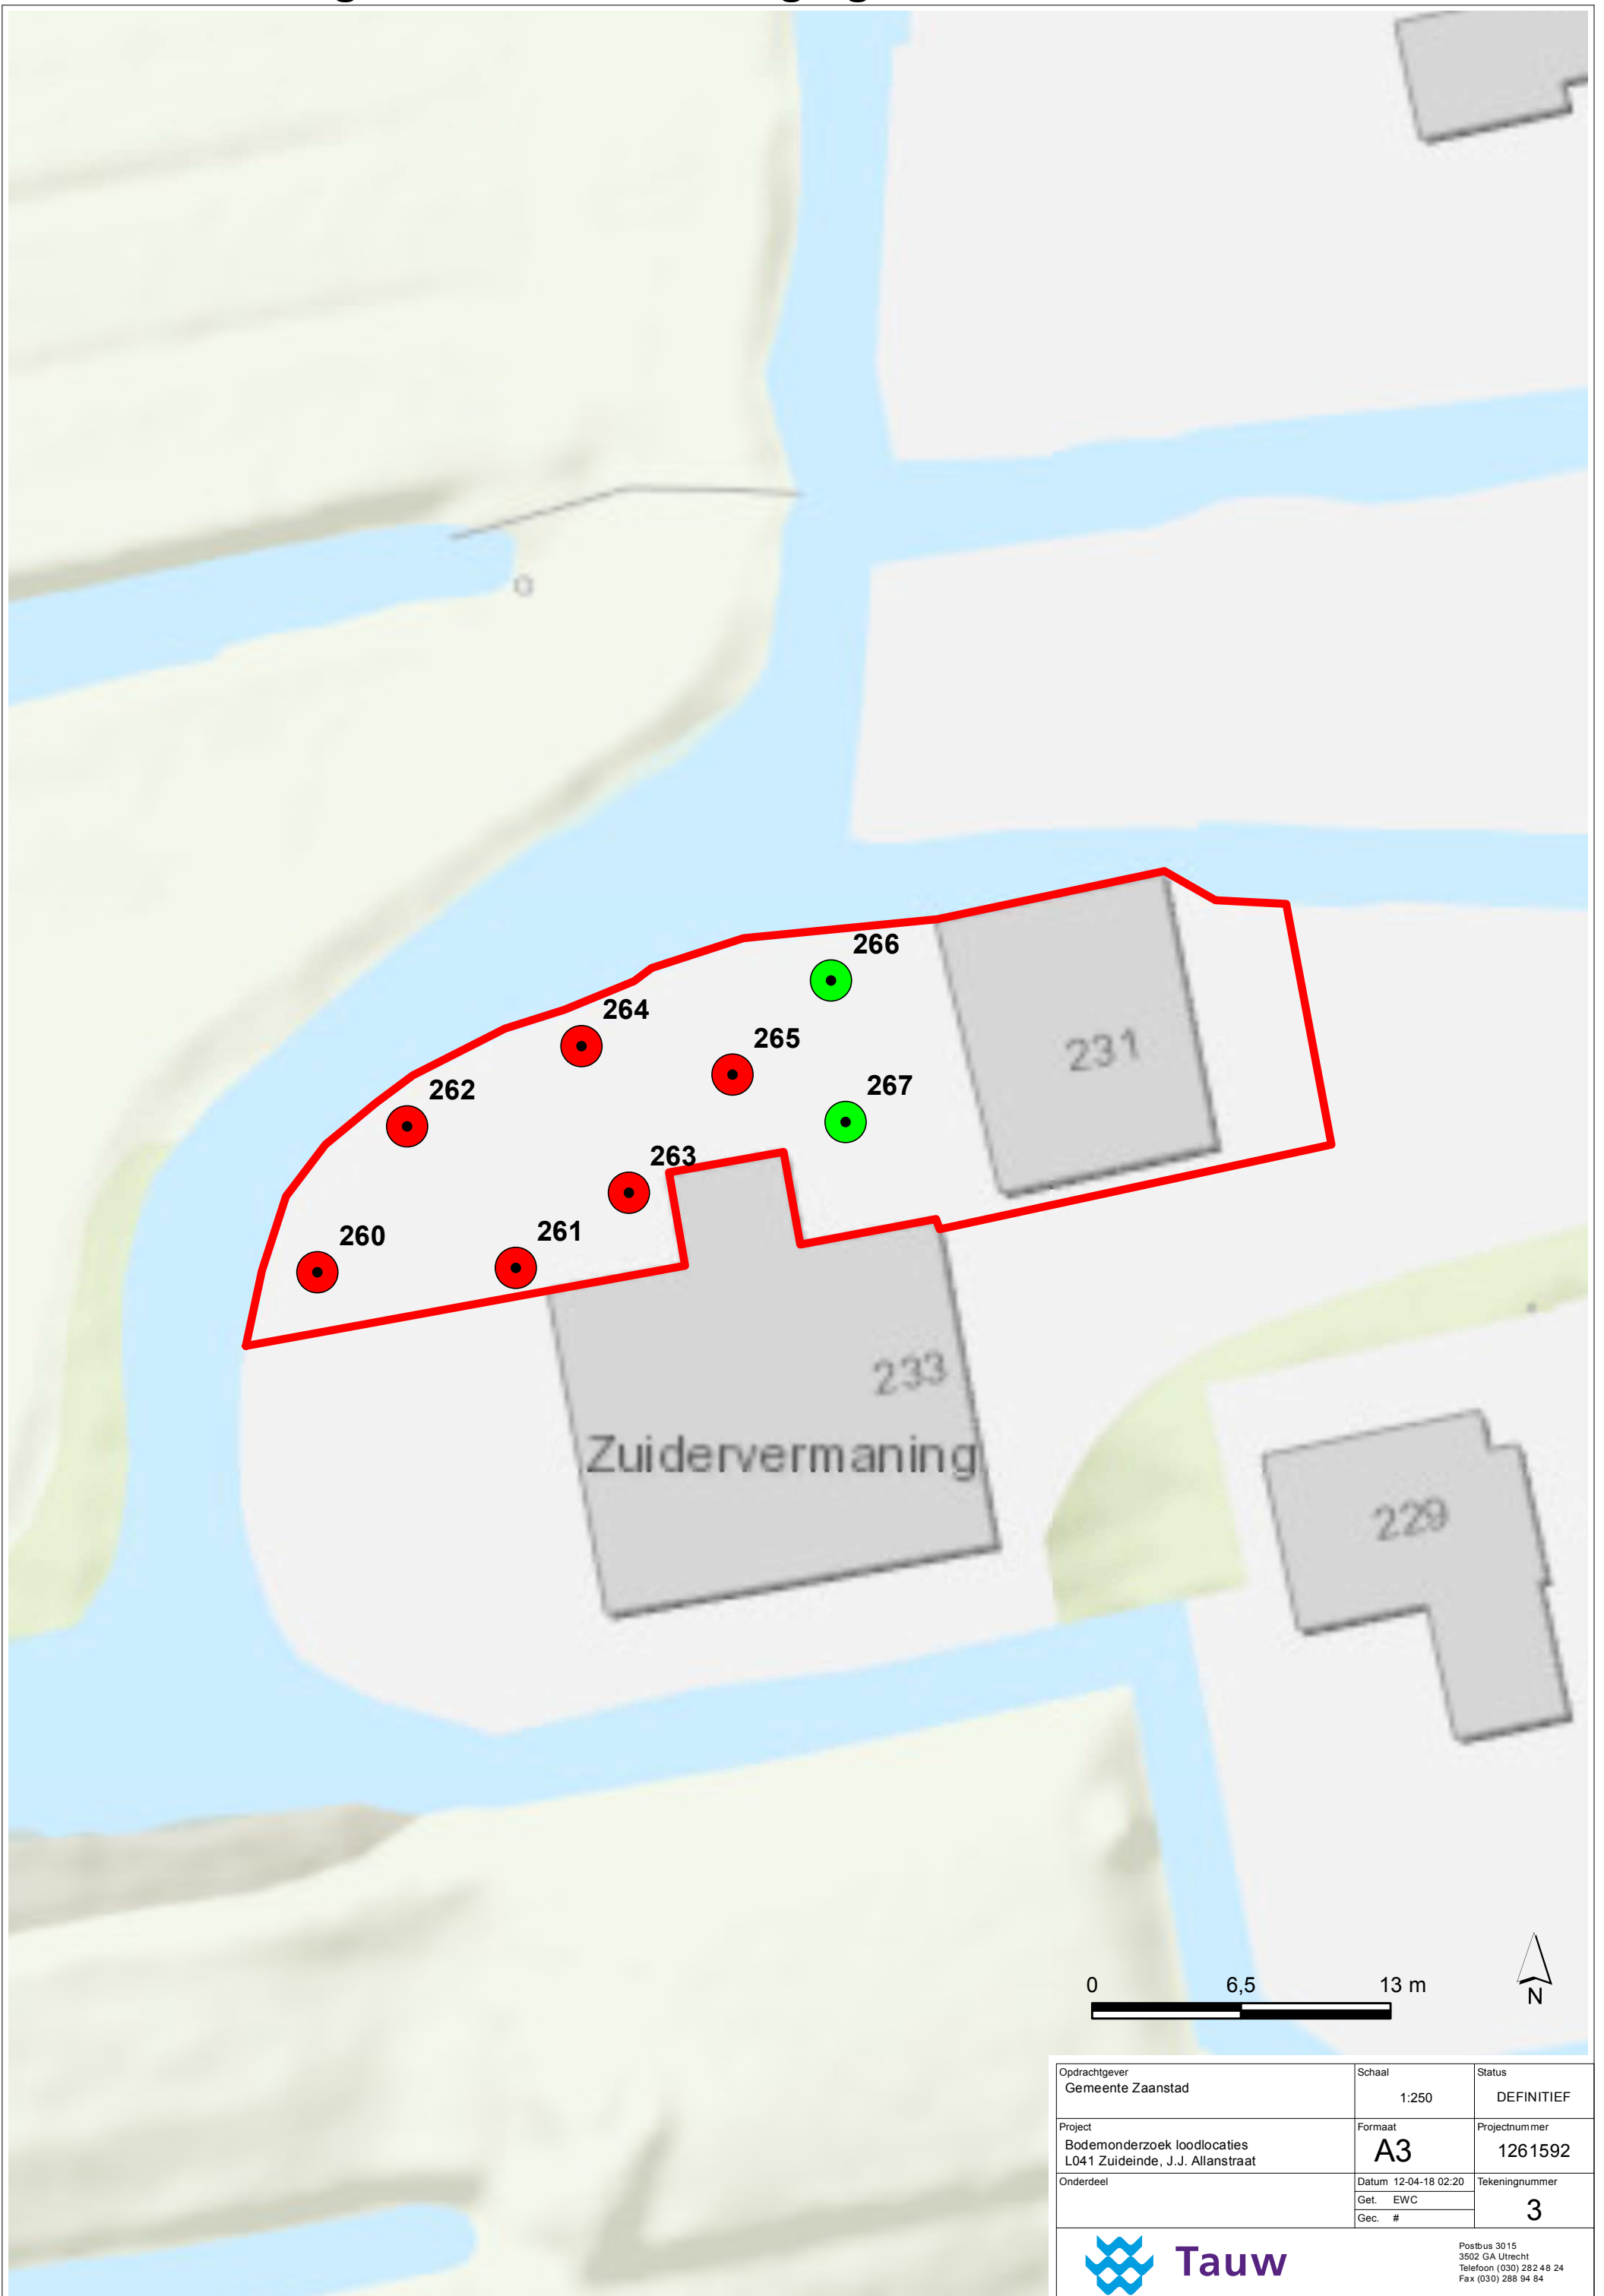 266
264
265
231
267
262
263
260
261
233
Zuidervermaning
229
0 6,5 13 m
N
Opdrachtgever
Gemeente Zaanstad
Schaal
1:250
Status
DEFINITIEF
Project
Bodemonderzoek loodlocaties
L041 Zuideinde, J.J. Allanstraat
Formaat
A3
Projectnummer
1261592
Onderdeel
Datum 12-04-18 02:20
Get. EWC
Gec. #
Tekeningnummer
3
Tauw
Postbus 3015
3502 GA Utrecht
Telefoon (030) 282 48 24
Fax (030) 288 94 84